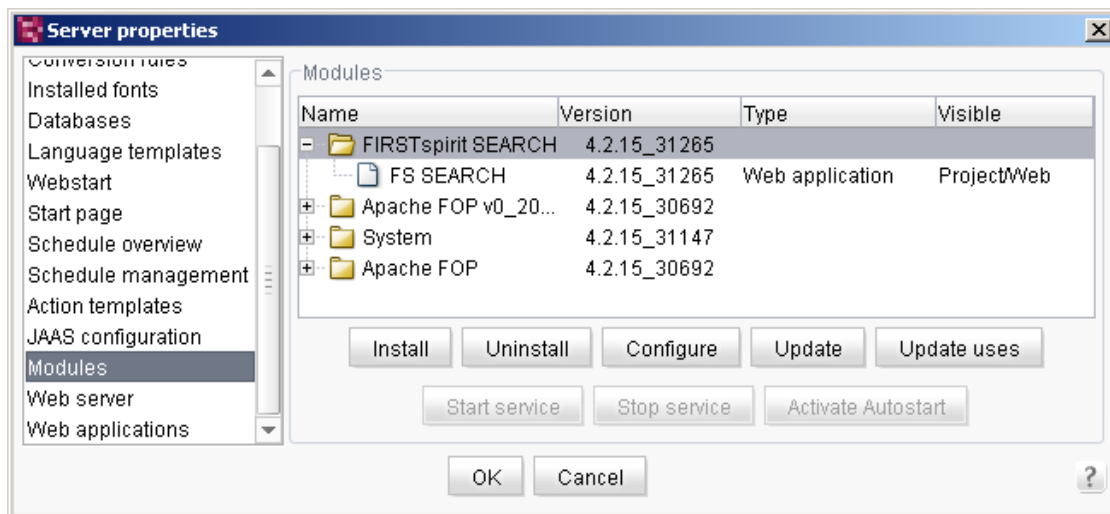 Server properties
Conversion rules
Installed fonts
Databases
Language templates
Webstart
Start page
Schedule overview
Schedule management
Action templates
JAAS configuration
Modules
Web server
Web applications
Modules
Name Version Type Visible
FIRSTspirit SEARCH 4.2.15_31265
FS SEARCH 4.2.15_31265 Web application Project/Web
Apache FOP v0_20... 4.2.15_30692
System 4.2.15_31147
Apache FOP 4.2.15_30692
Install Uninstall Configure Update Update uses
Start service Stop service Activate Autostart
OK Cancel
?